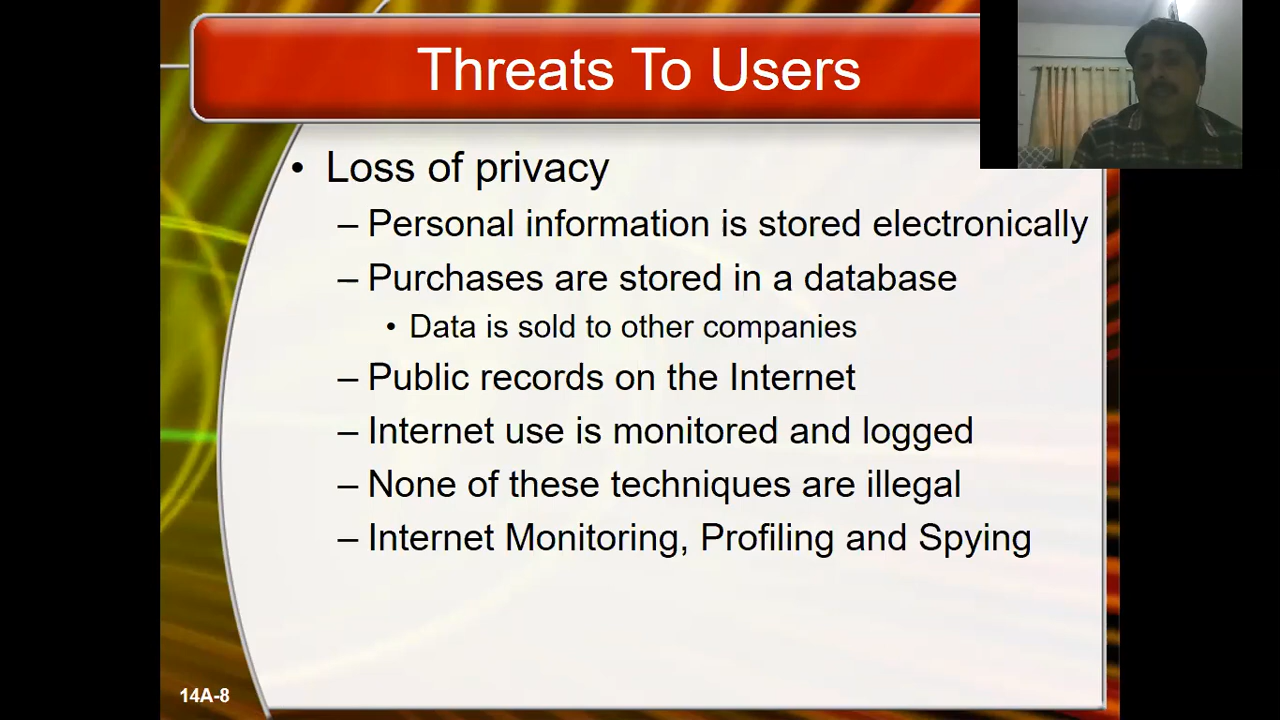 Threats To Users
• Loss of privacy
– Personal information is stored electronically
– Purchases are stored in a database
• Data is sold to other companies
– Public records on the Internet
– Internet use is monitored and logged
– None of these techniques are illegal
– Internet Monitoring, Profiling and Spying
14A-8